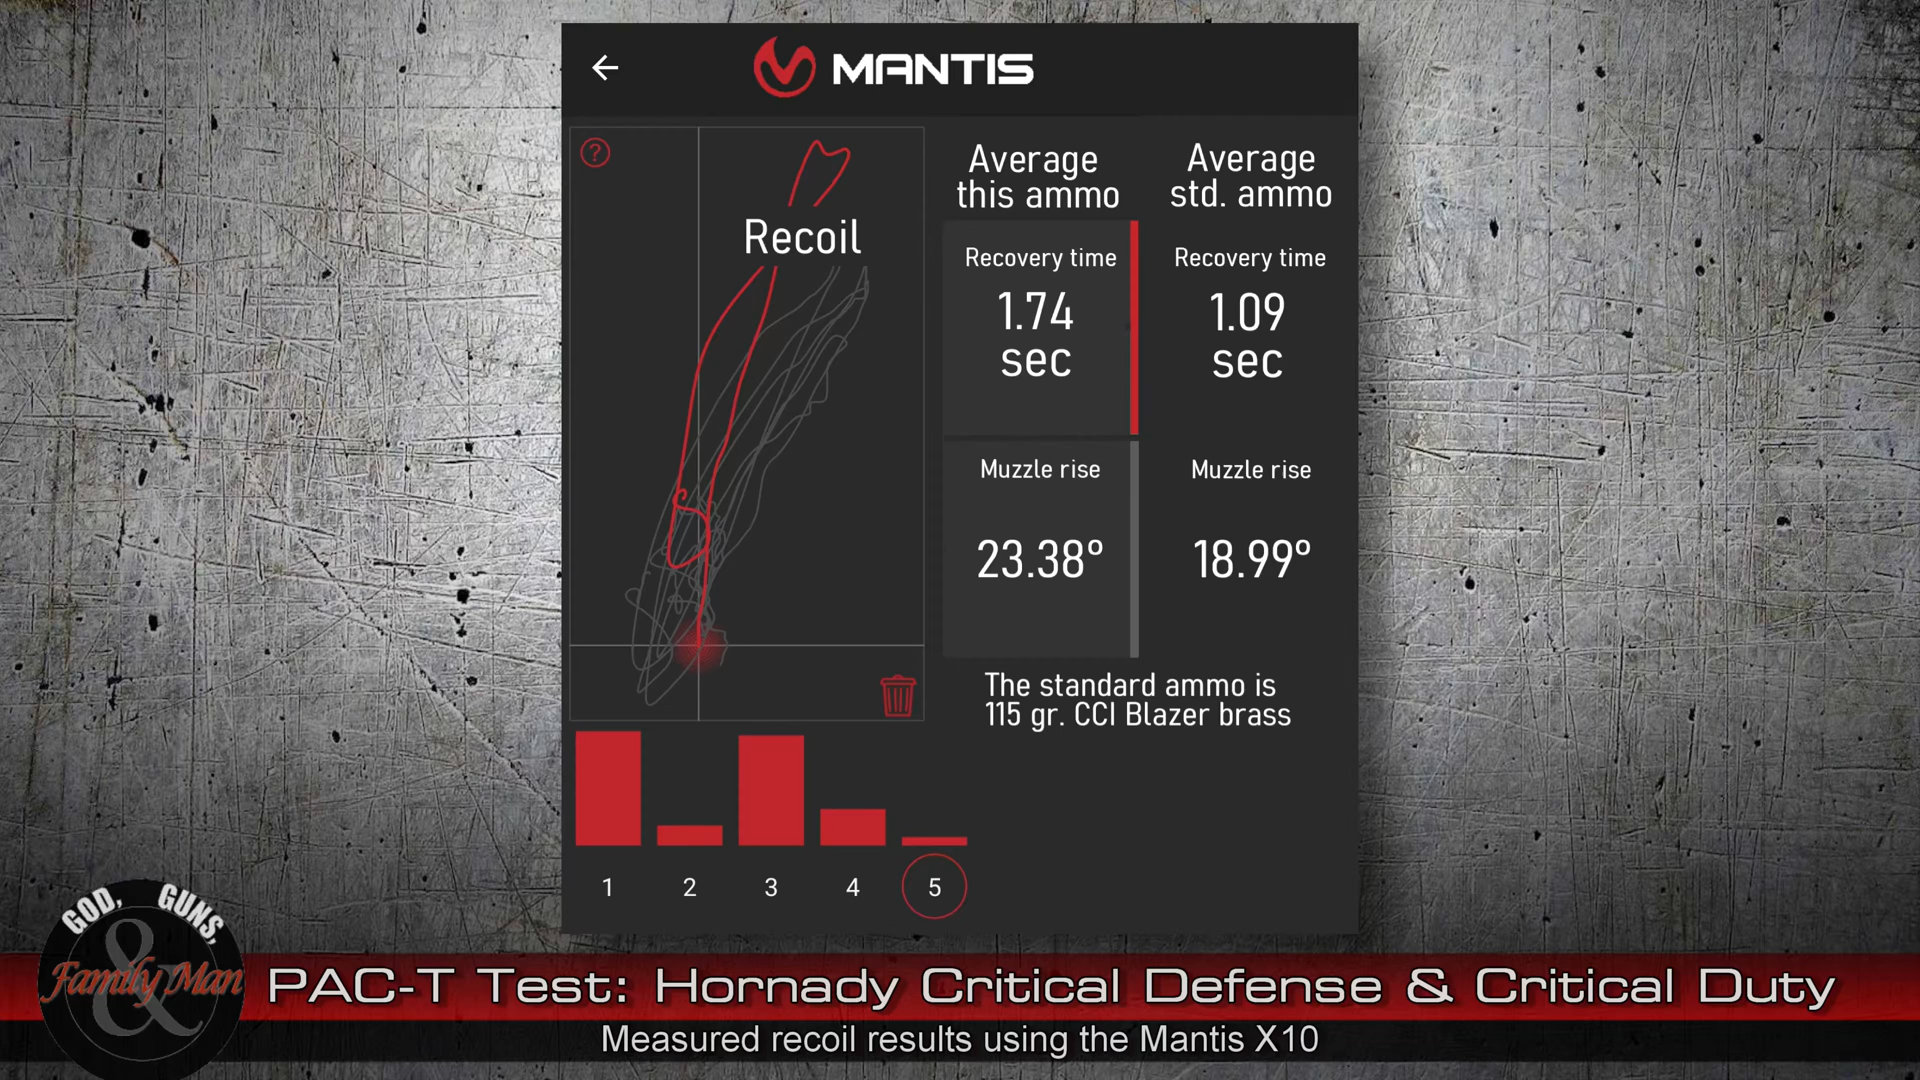 MANTIS
?
Recoil
Average
this ammo
Average
std. ammo
Recovery time
1.74
sec
Recovery time
1.09
sec
Muzzle rise
23.38°
Muzzle rise
18.99°
The standard ammo is
115 gr. CCI Blazer brass
1 2 3 4 5
GOD, GUNS,
&
Family Man
PAC-T Test: Hornady Critical Defense & Critical Duty
Measured recoil results using the Mantis X10